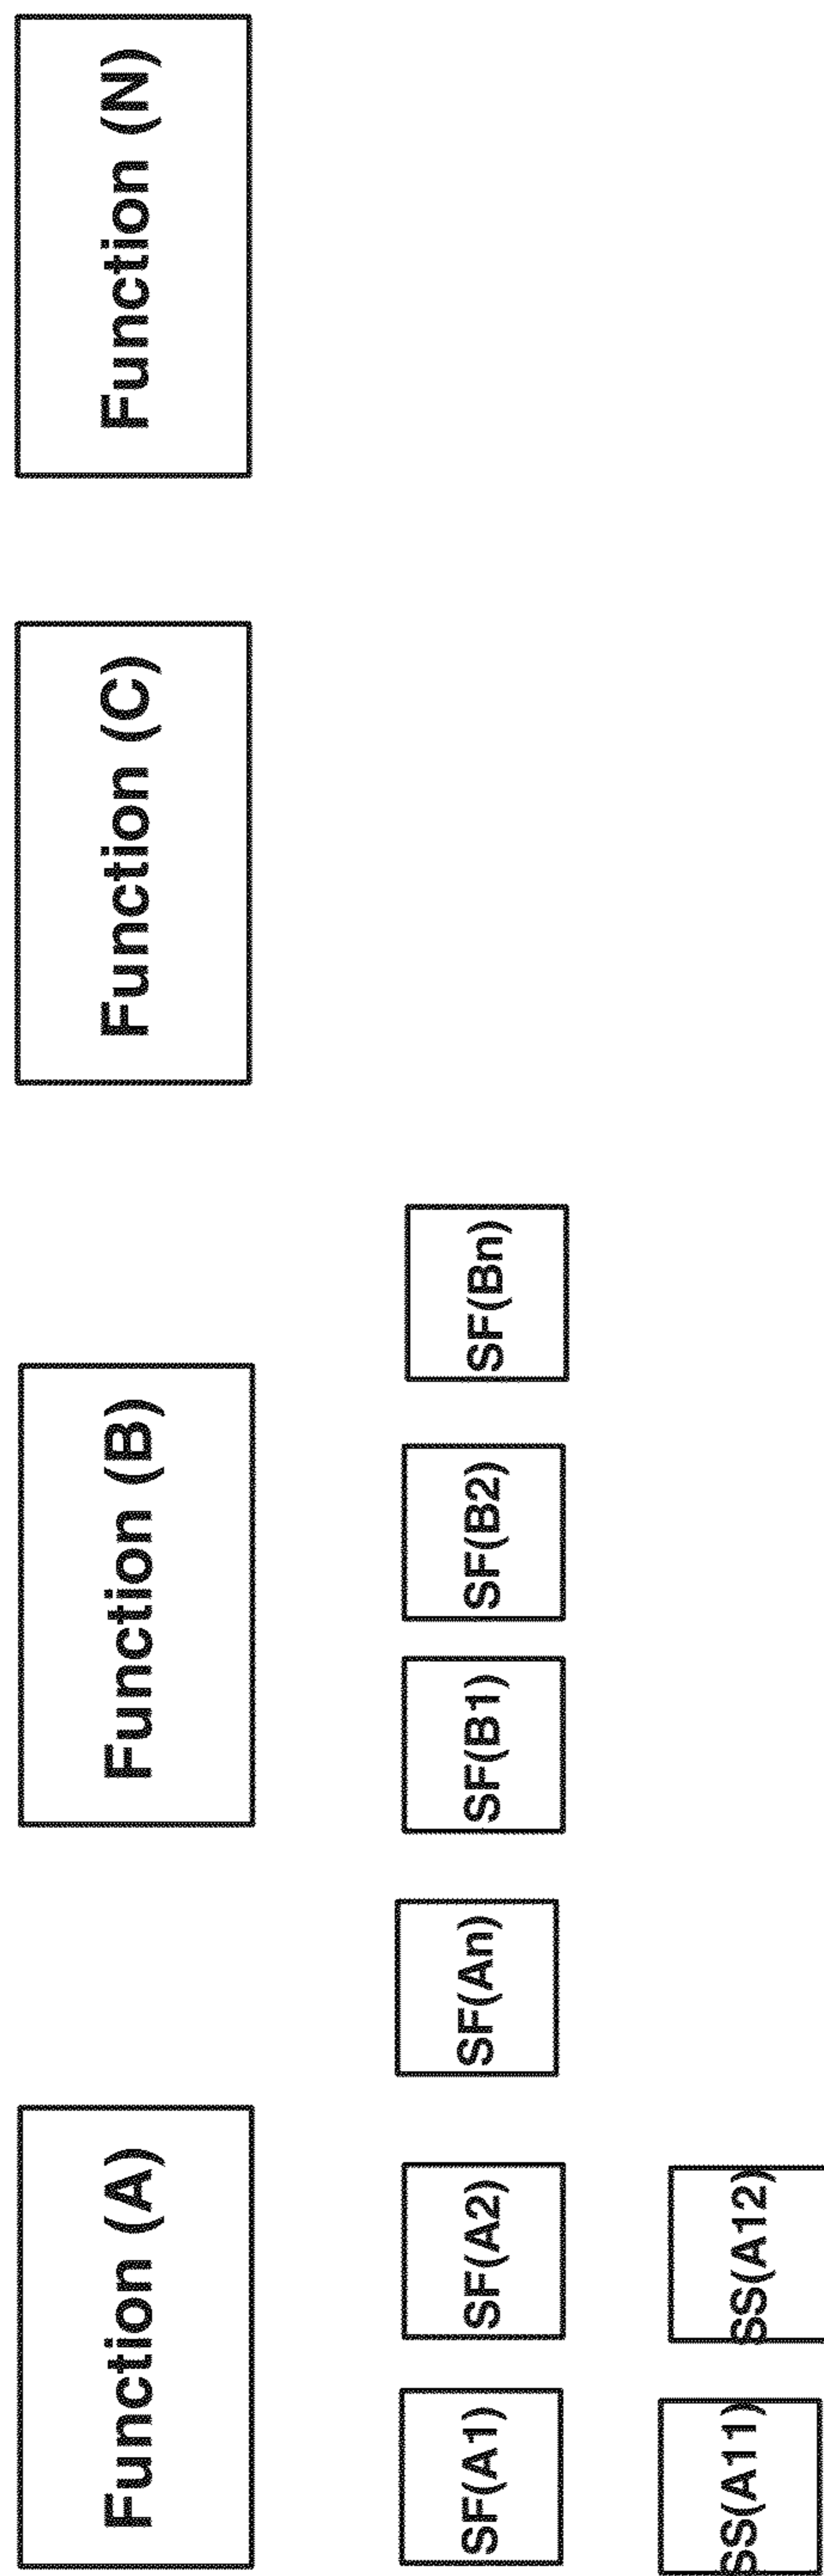 Function (A)
Function (B)
Function (C)
Function (N)
SF(A1)
SF(A2)
SF(An)
SF(B1)
SF(B2)
SF(Bn)
SS(A11)
SS(A12)